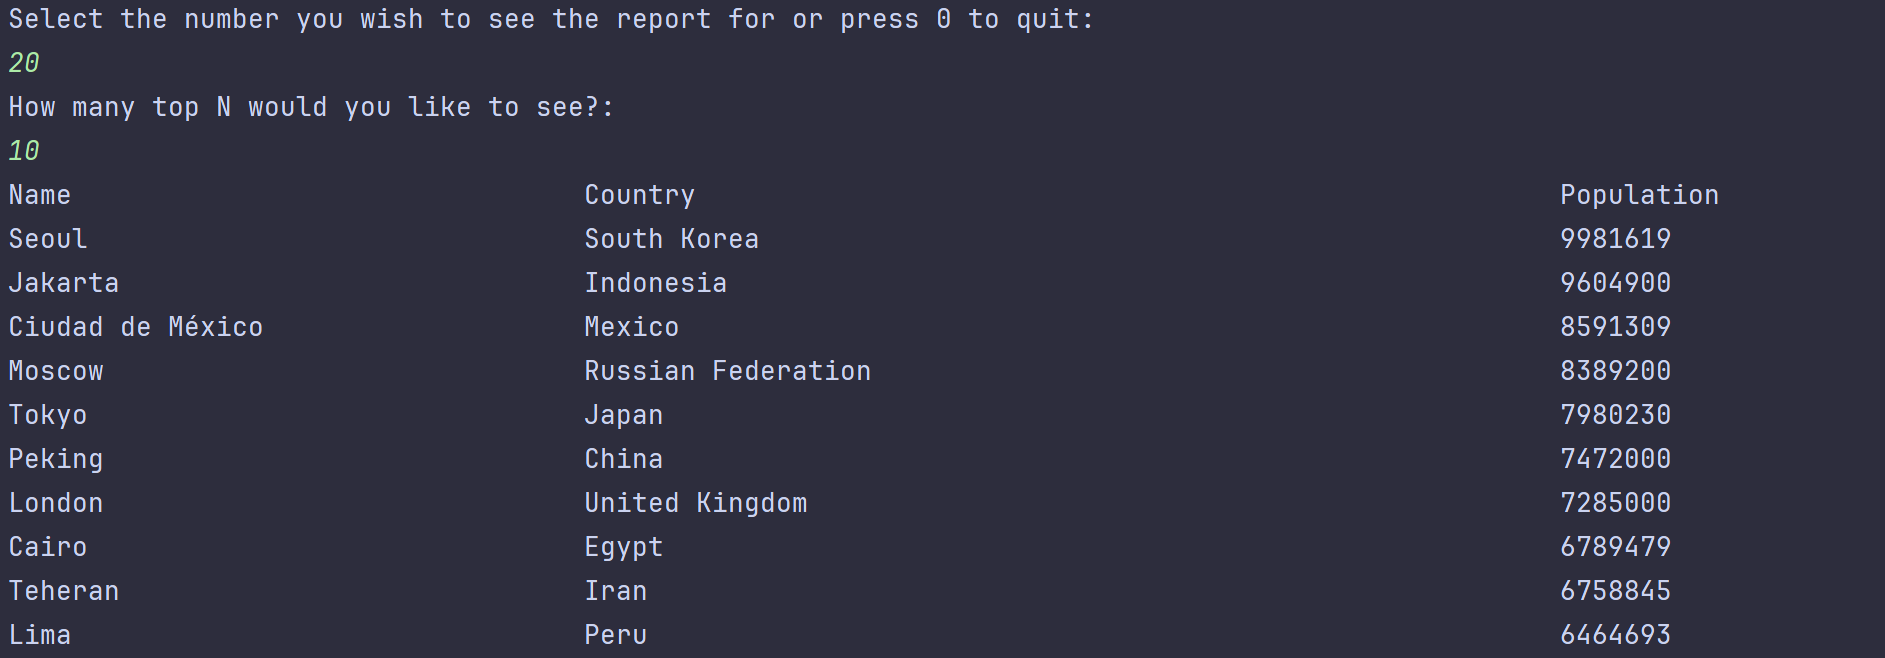 Select the number you wish to see the report for or press 0 to quit:
20
How many top N would you like to see?:
10
Name Country Population
Seoul South Korea 9981619
Jakarta Indonesia 9604900
Ciudad de México Mexico 8591309
Moscow Russian Federation 8389200
Tokyo Japan 7980230
Peking China 7472000
London United Kingdom 7285000
Cairo Egypt 6789479
Teheran Iran 6758845
Lima Peru 6464693